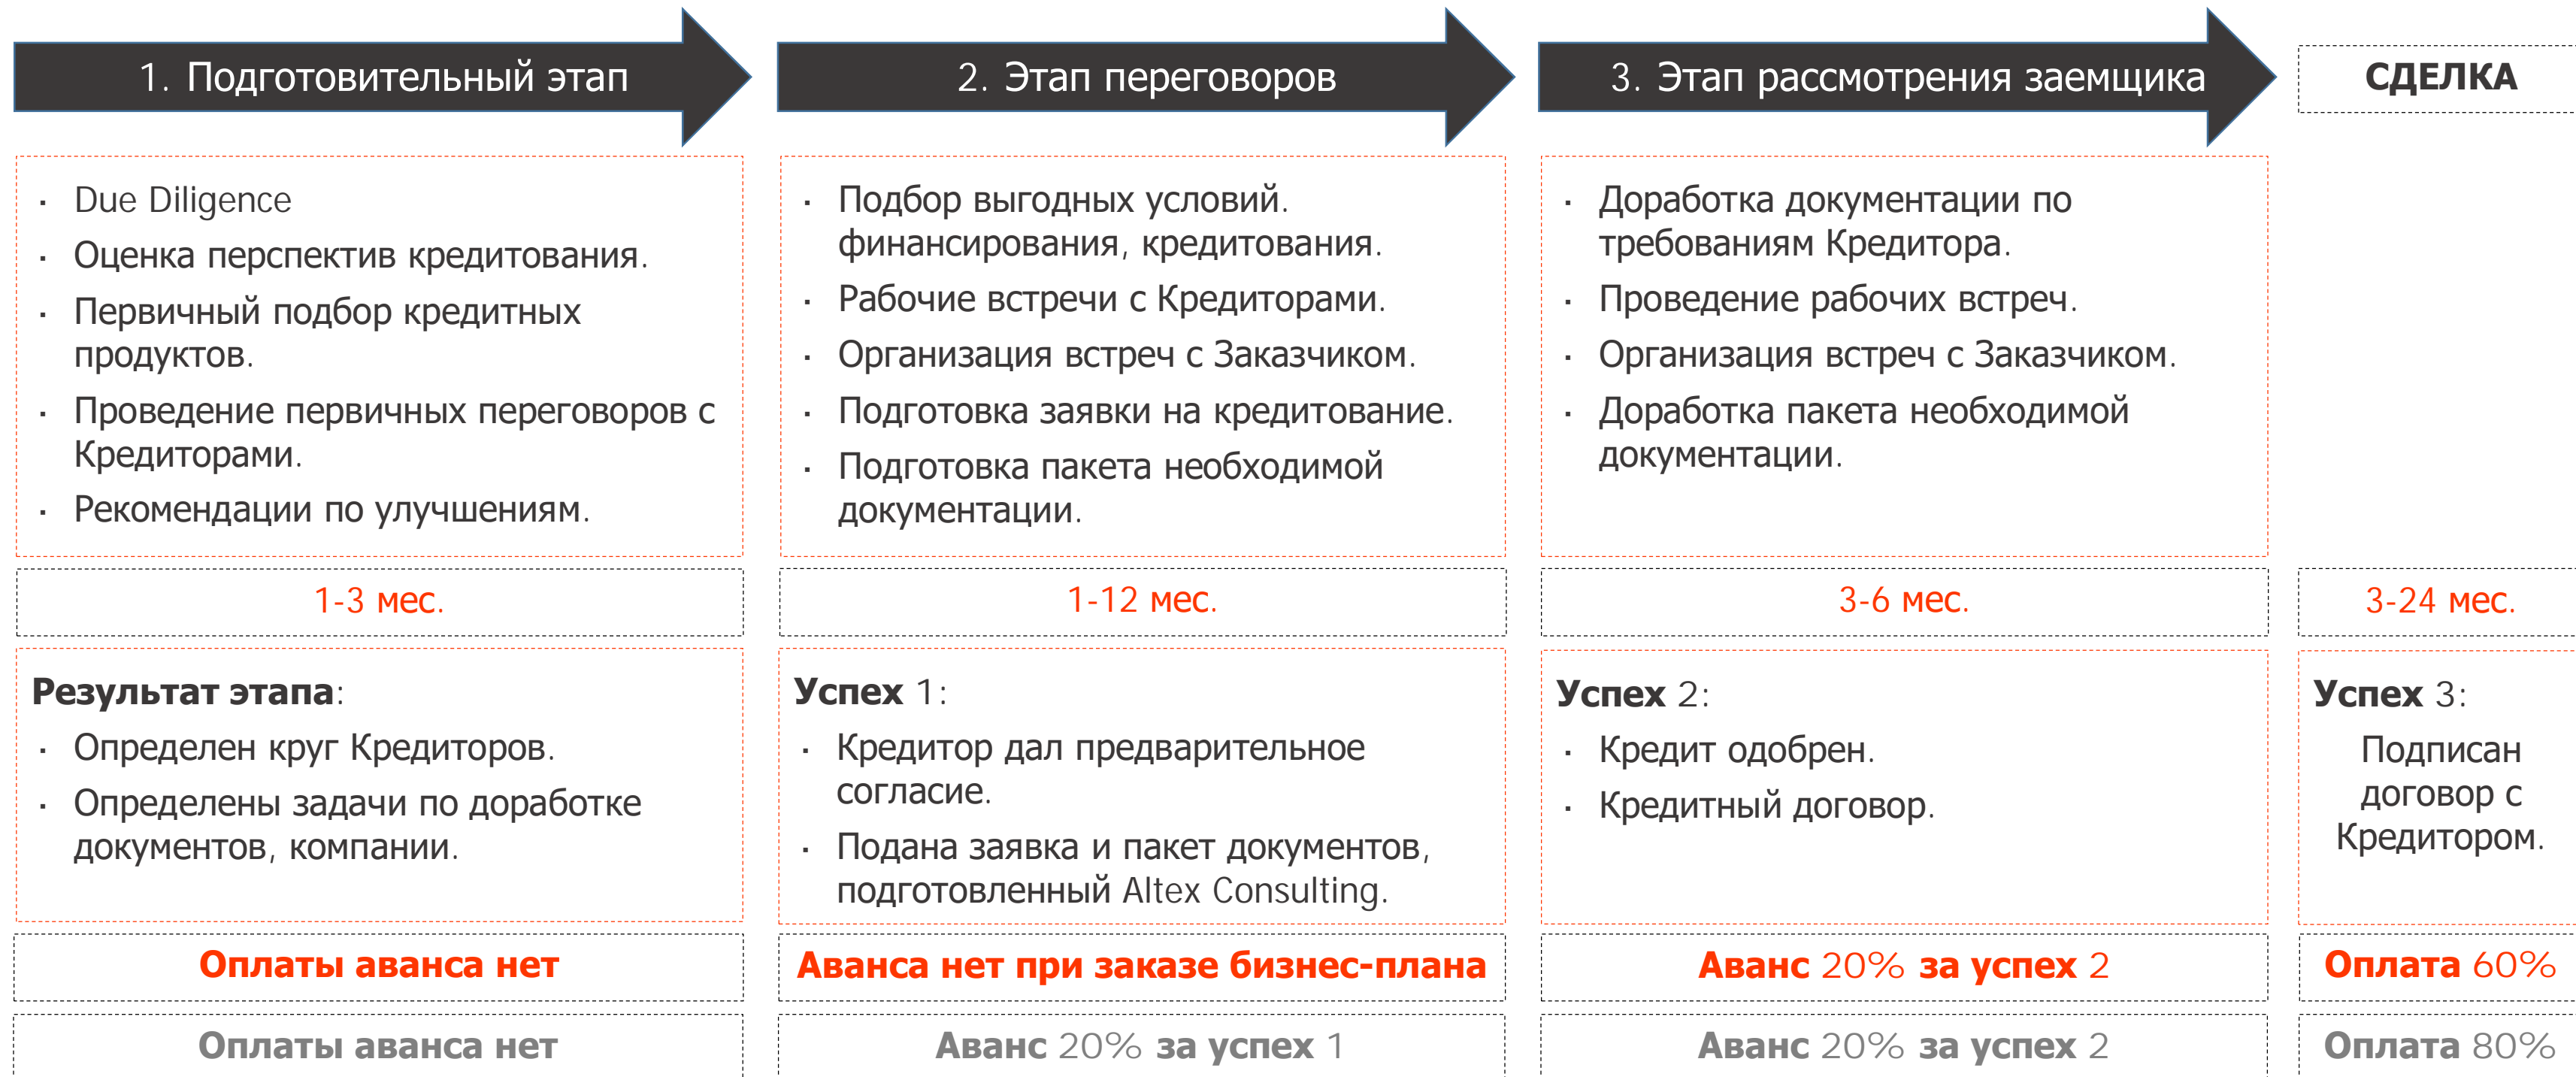 1. Подготовительный этап
2. Этап переговоров
3. Этап рассмотрения заемщика
СДЕЛКА
· Due Diligence
· Оценка перспектив кредитования.
· Первичный подбор кредитных
продуктов.
· Проведение первичных переговоров с
Кредиторами.
· Рекомендации по улучшениям.
· Подбор выгодных условий.
финансирования, кредитования.
· Рабочие встречи с Кредиторами.
· Организация встреч с Заказчиком.
· Подготовка заявки на кредитование.
· Подготовка пакета необходимой
документации.
· Доработка документации по
требованиям Кредитора.
· Проведение рабочих встреч.
· Организация встреч с Заказчиком.
· Доработка пакета необходимой
документации.
1-3 мес.
1-12 мес.
3-6 мес.
3-24 мес.
Результат этапа:
· Определен круг Кредиторов.
· Определены задачи по доработке
документов, компании.
Успех 1:
· Кредитор дал предварительное
согласие.
· Подана заявка и пакет документов,
подготовленный Altex Consulting.
Успех 2:
· Кредит одобрен.
· Кредитный договор.
Успех 3:
Подписан
договор с
Кредитором.
Оплаты аванса нет
Аванса нет при заказе бизнес-плана
Аванс 20% за успех 2
Оплата 60%
Оплаты аванса нет
Аванс 20% за успех 1
Аванс 20% за успех 2
Оплата 80%